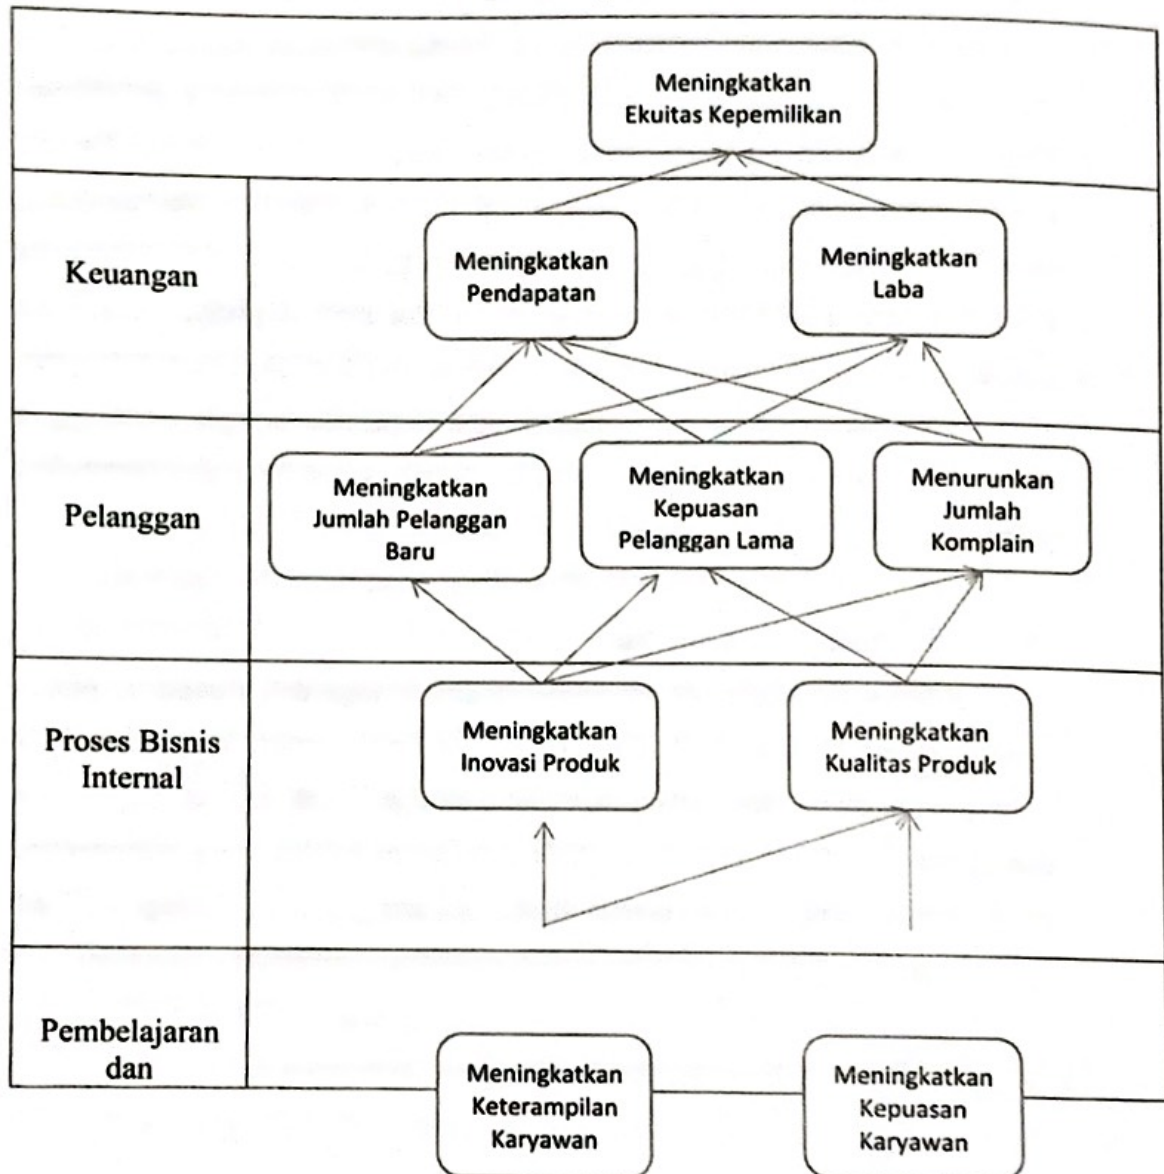 Meningkatkan
Ekuitas Kepemilikan
Keuangan
Meningkatkan
Pendapatan
Meningkatkan
Laba
Pelanggan
Meningkatkan
Jumlah Pelanggan
Baru
Meningkatkan
Kepuasan
Pelanggan Lama
Menurunkan
Jumlah
Komplain
Proses Bisnis
Internal
Meningkatkan
Inovasi Produk
Meningkatkan
Kualitas Produk
Pembelajaran
dan
Meningkatkan
Keterampilan
Karyawan
Meningkatkan
Kepuasan
Karyawan